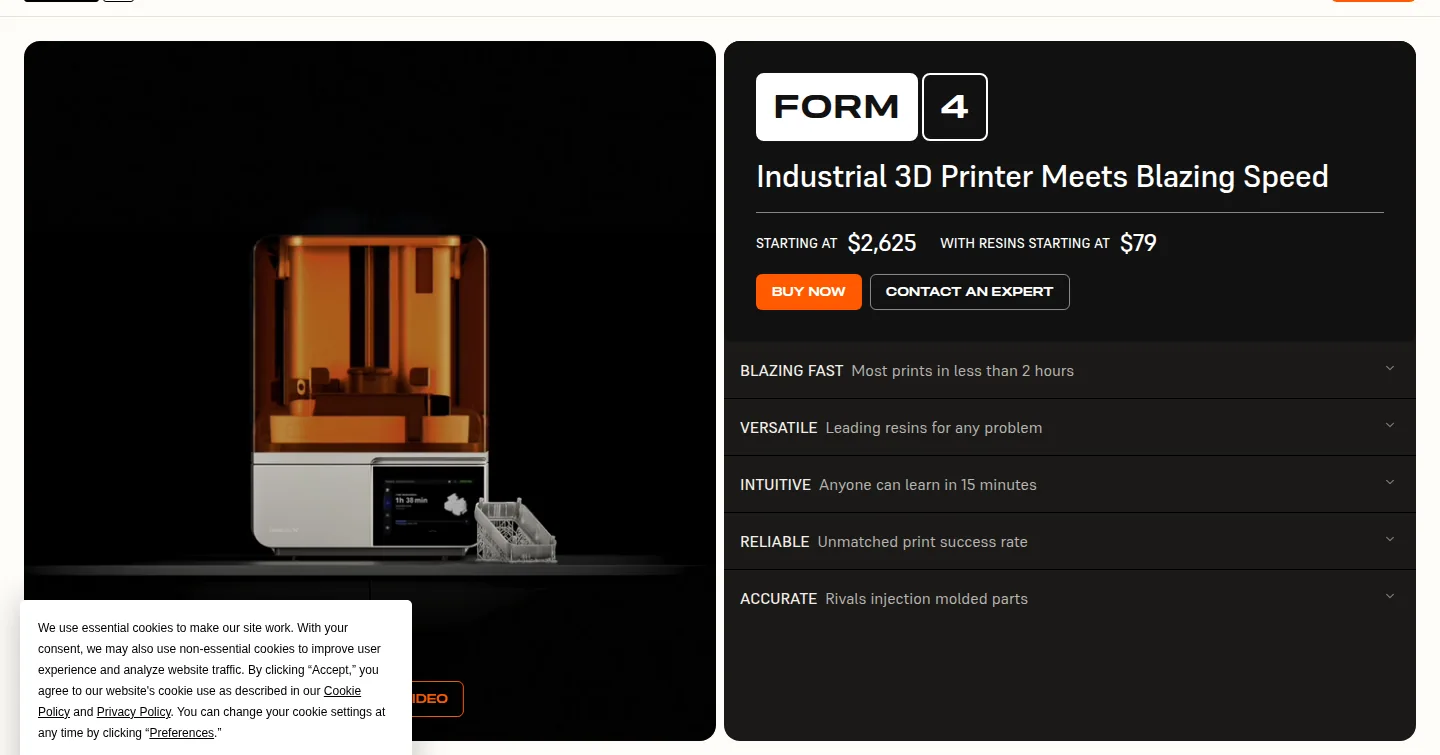 FORM 4
Industrial 3D Printer Meets Blazing Speed
STARTING AT $2,625 WITH RESINS STARTING AT $79
BUY NOW CONTACT AN EXPERT
BLAZING FAST Most prints in less than 2 hours
VERSATILE Leading resins for any problem
INTUITIVE Anyone can learn in 15 minutes
RELIABLE Unmatched print success rate
ACCURATE Rivals injection molded parts
1h 38min
We use essential cookies to make our site work. With your
consent, we may also use non-essential cookies to improve user
experience and analyze website traffic. By clicking “Accept,” you
agree to our website's cookie use as described in our Cookie
Policy and Privacy Policy. You can change your cookie settings at
any time by clicking “Preferences.”
IDEO